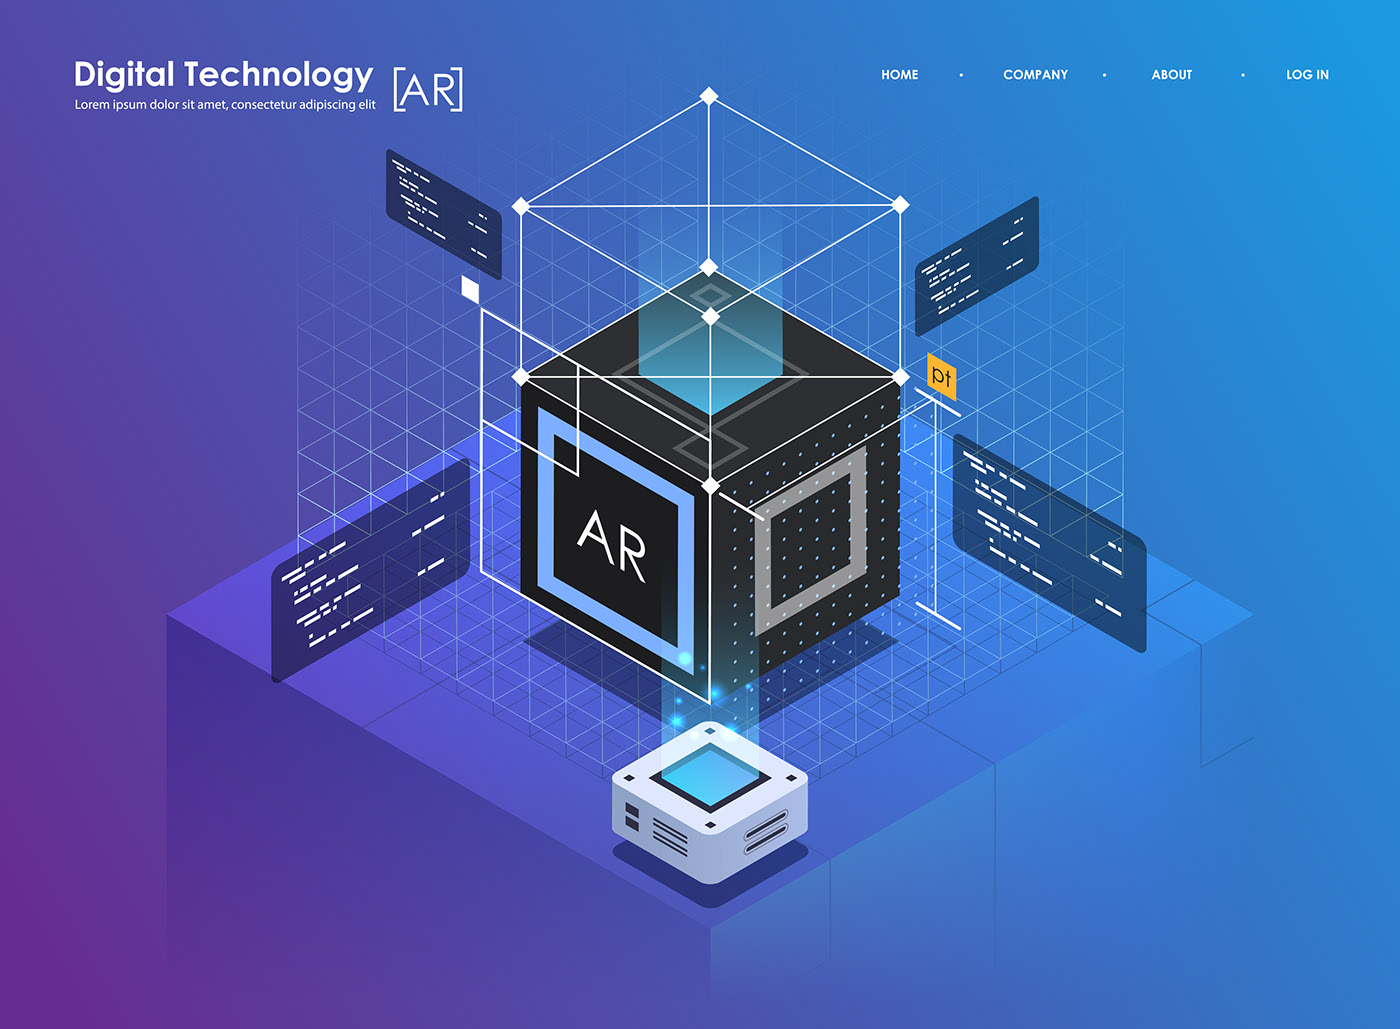 Digital Technology
Lorem ipsum dolor sit amet, consectetur adipiscing elit
[AR]
HOME • COMPANY • ABOUT • LOG IN
pt
AR